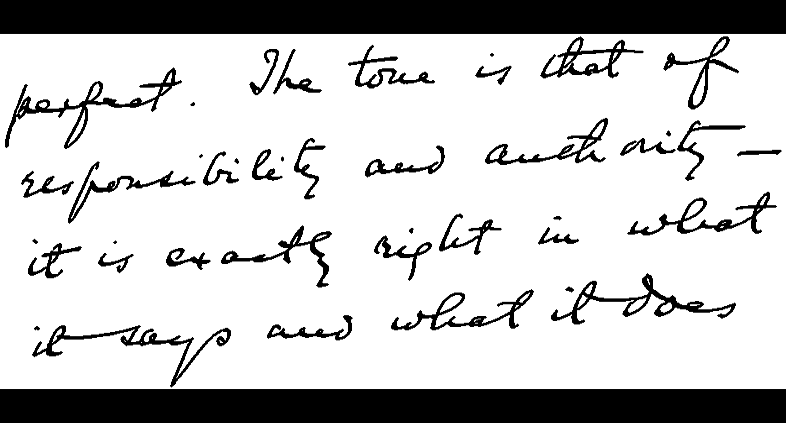 perfect. The tone is that of
responsibility and authority —
it is exactly right in what
it says and what it does